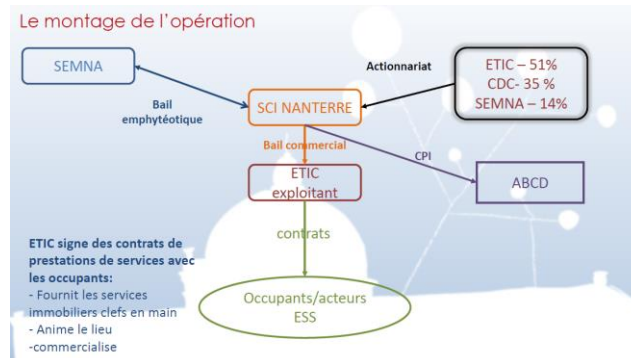 Le montage de l'opération
SEMNA
Actionnariat
ETIC – 51%
CDC- 35 %
SEMNA – 14%
Bail
emphytéotique
SCI NANTERRE
Bail commercial
CPI
ETIC
exploitant
ABCD
contrats
ETIC signe des contrats de
prestations de services avec
les occupants:
- Fournit les services
immobiliers clefs en main
- Anime le lieu
-commercialise
Occupants/acteurs
ESS